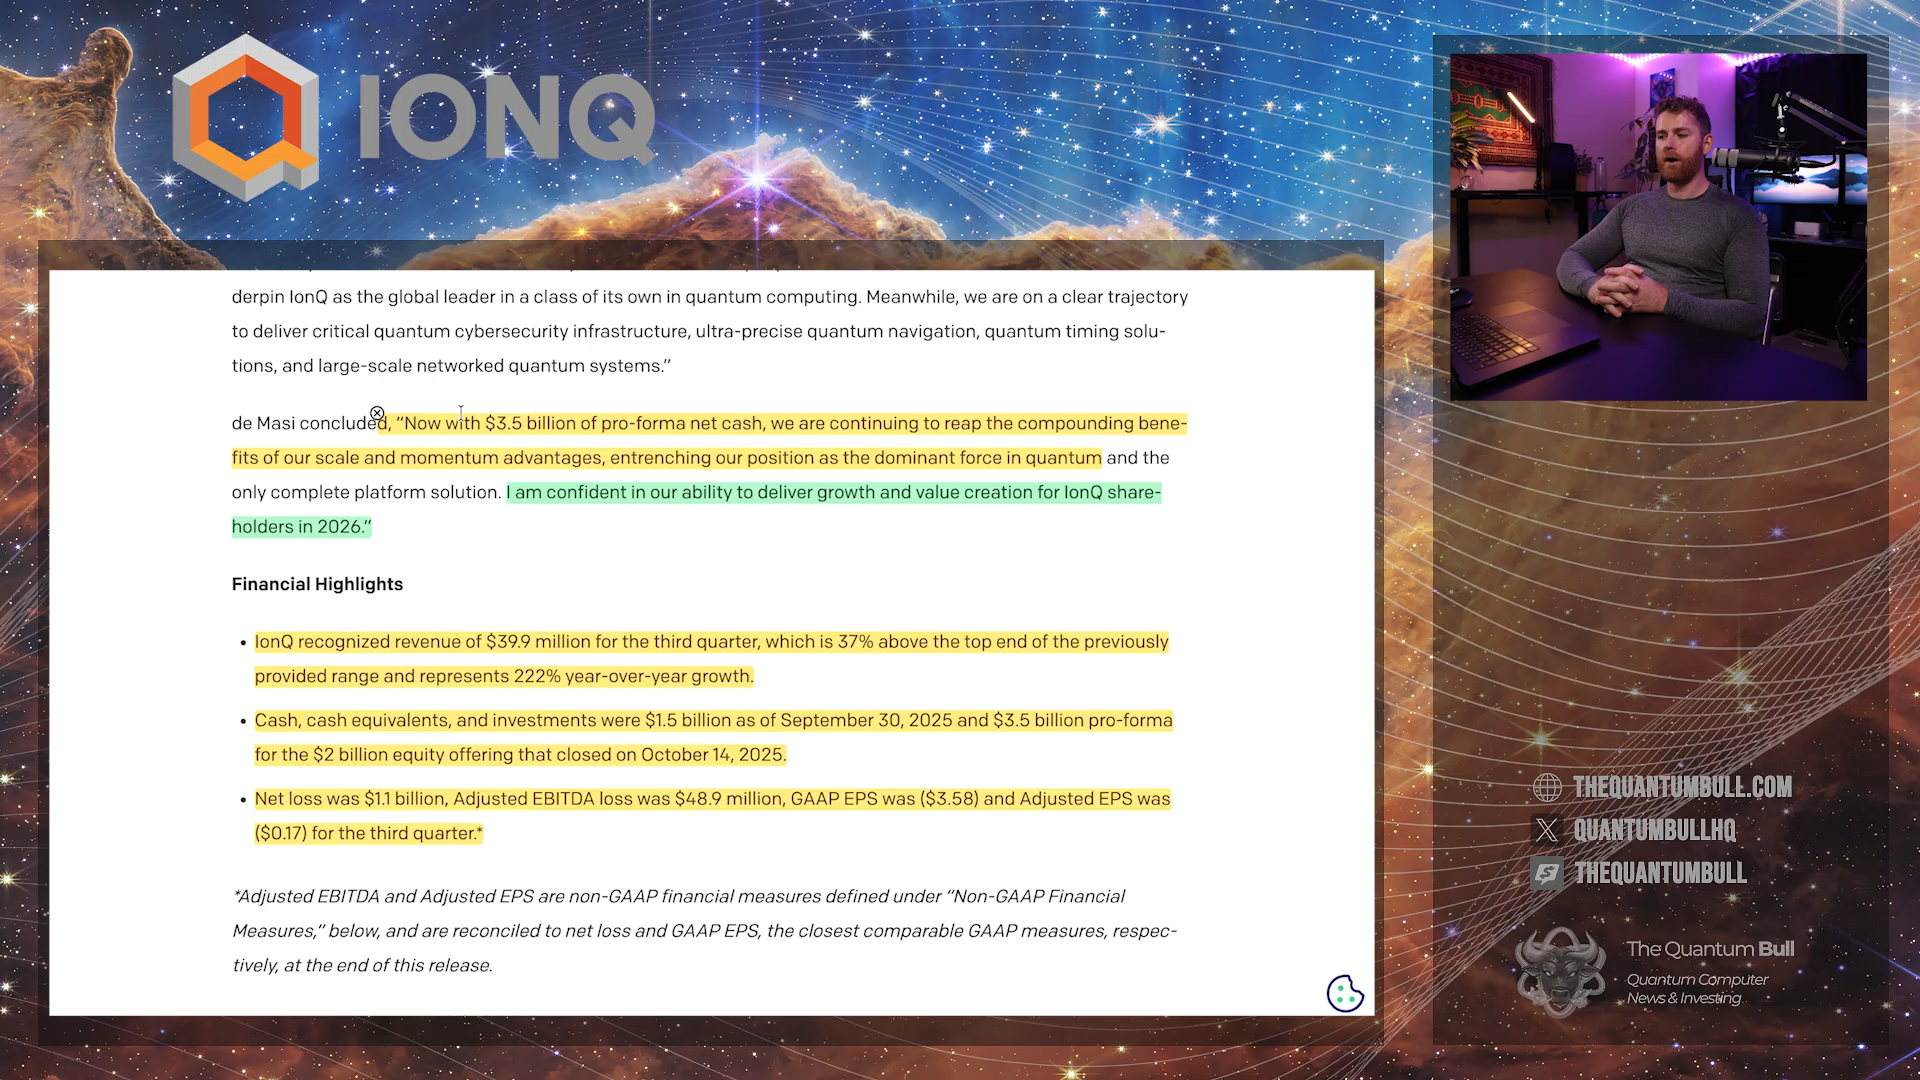 IONQ
derpin IonQ as the global leader in a class of its own in quantum computing. Meanwhile, we are on a clear trajectory
to deliver critical quantum cybersecurity infrastructure, ultra-precise quantum navigation, quantum timing solu-
tions, and large-scale networked quantum systems.”
de Masi concluded, “Now with $3.5 billion of pro-forma net cash, we are continuing to reap the compounding bene-
fits of our scale and momentum advantages, entrenching our position as the dominant force in quantum and the
only complete platform solution. I am confident in our ability to deliver growth and value creation for IonQ share-
holders in 2026.”
Financial Highlights
• IonQ recognized revenue of $39.9 million for the third quarter, which is 37% above the top end of the previously
provided range and represents 222% year-over-year growth.
• Cash, cash equivalents, and investments were $1.5 billion as of September 30, 2025 and $3.5 billion pro-forma
for the $2 billion equity offering that closed on October 14, 2025.
• Net loss was $1.1 billion, Adjusted EBITDA loss was $48.9 million, GAAP EPS was ($3.58) and Adjusted EPS was
($0.17) for the third quarter.*
*Adjusted EBITDA and Adjusted EPS are non-GAAP financial measures defined under “Non-GAAP Financial
Measures,” below, and are reconciled to net loss and GAAP EPS, the closest comparable GAAP measures, respec-
tively, at the end of this release.
THEQUANTUMBULL.COM
QUANTUMBULLHQ
THEQUANTUMBULL
The Quantum Bull
Quantum Computer
News & Investing